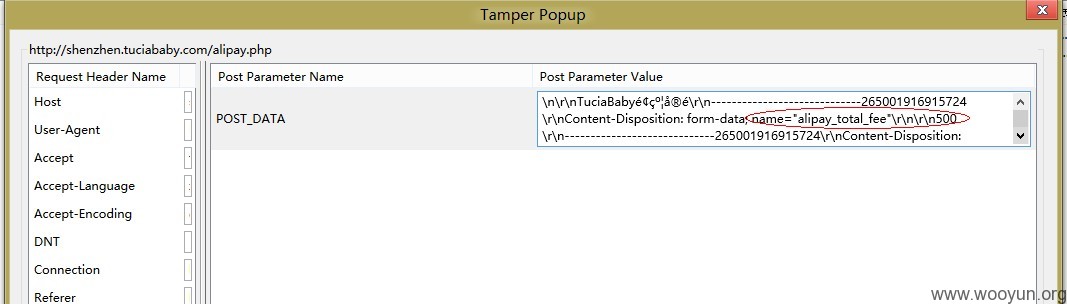 Tamper Popup
http://shenzhen.tuciababy.com/alipay.php
Request Header Name
Post Parameter Name
Post Parameter Value
Host
User-Agent
Accept
Accept-Language
Accept-Encoding
DNT
Connection
Referer
POST_DATA
\n\r\nTuciaBabyé¢çº¦å®é\r\n-----------------------------265001916915724
\r\nContent-Disposition: form-data; name="alipay_total_fee"\r\n\r\n500
\r\n-----------------------------265001916915724\r\nContent-Disposition:
www.wooyun.org